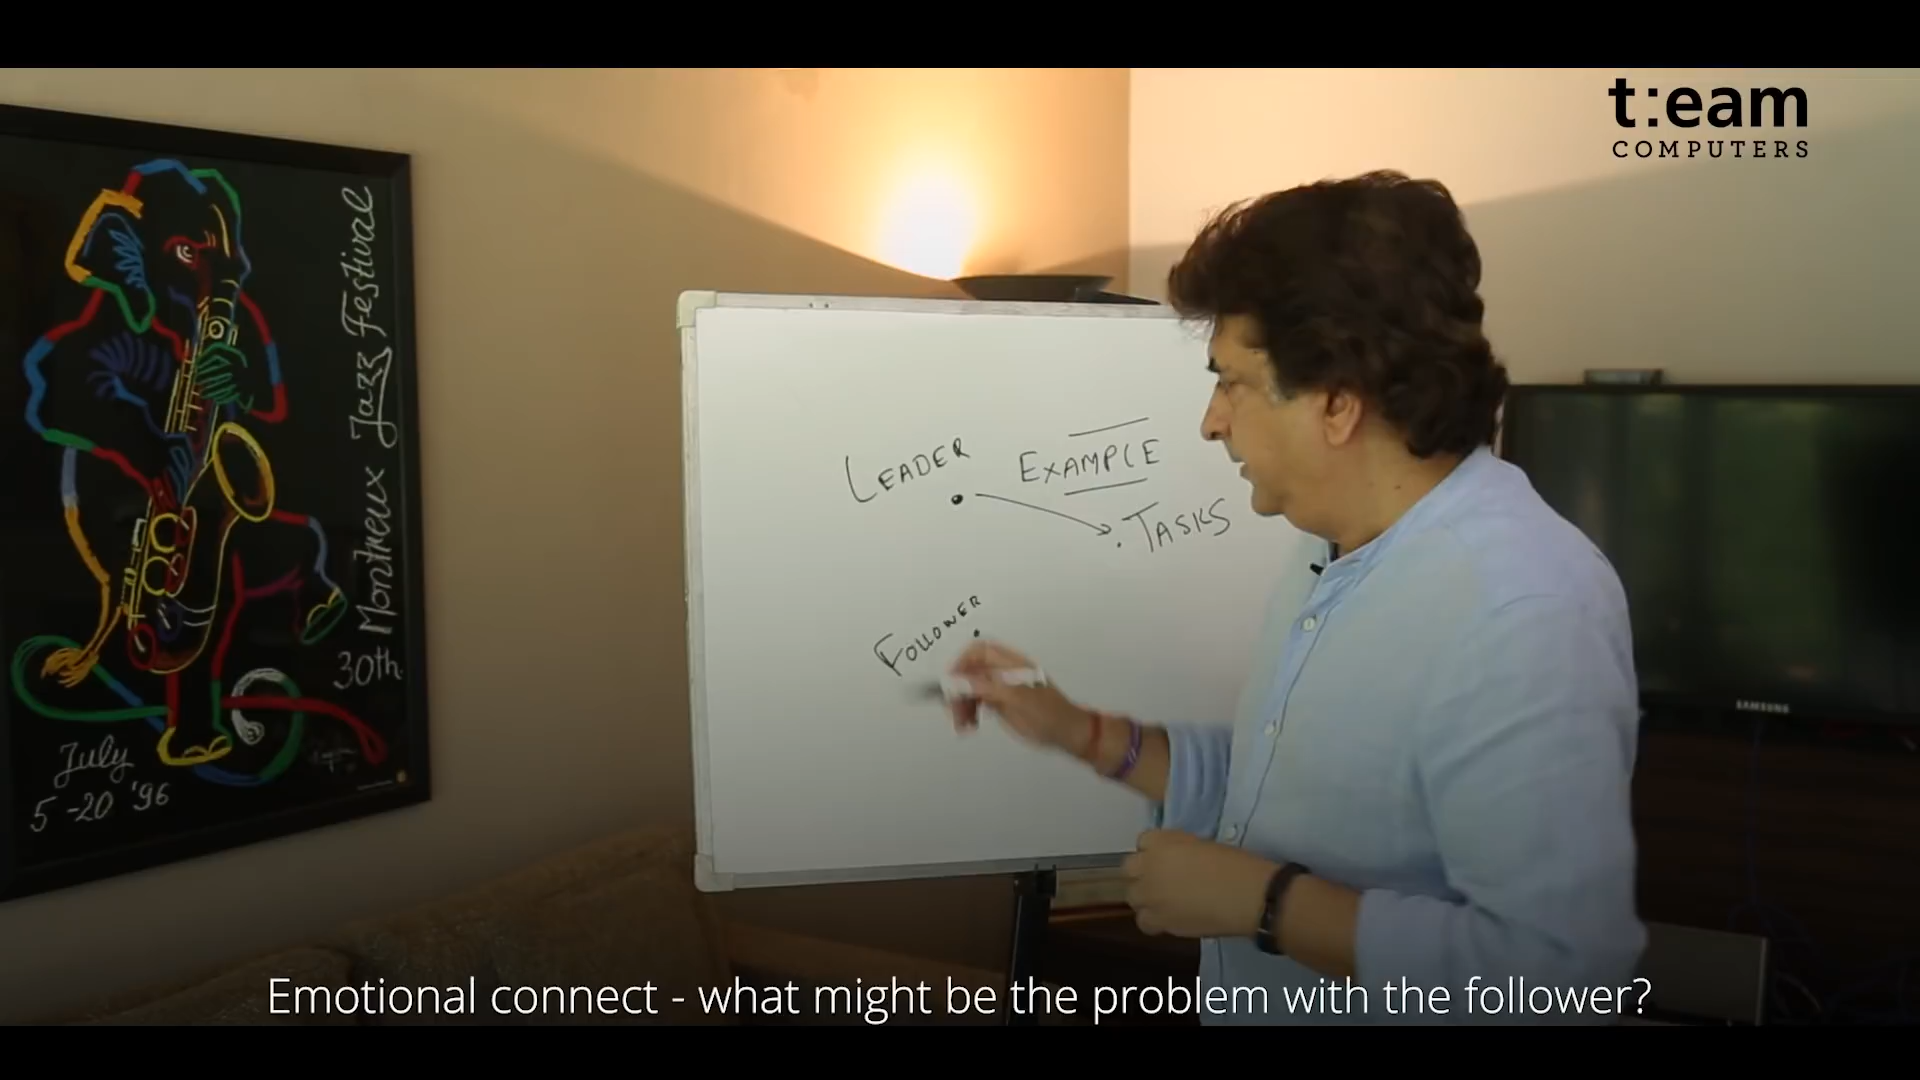 t:eam
COMPUTERS
30th Montreux Jazz Festival
July
5-20 '96
LEADER
EXAMPLE
TASKS
FOLLOWER
SAMSUNG
Emotional connect - what might be the problem with the follower?